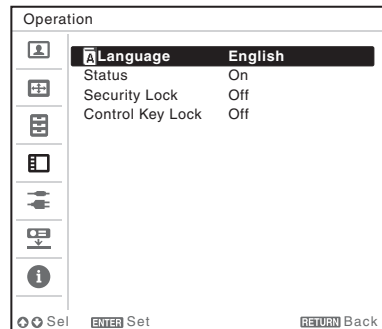 Operation
A Language English
Status On
Security Lock Off
Control Key Lock Off
Sel ENTER Set RETURN Back